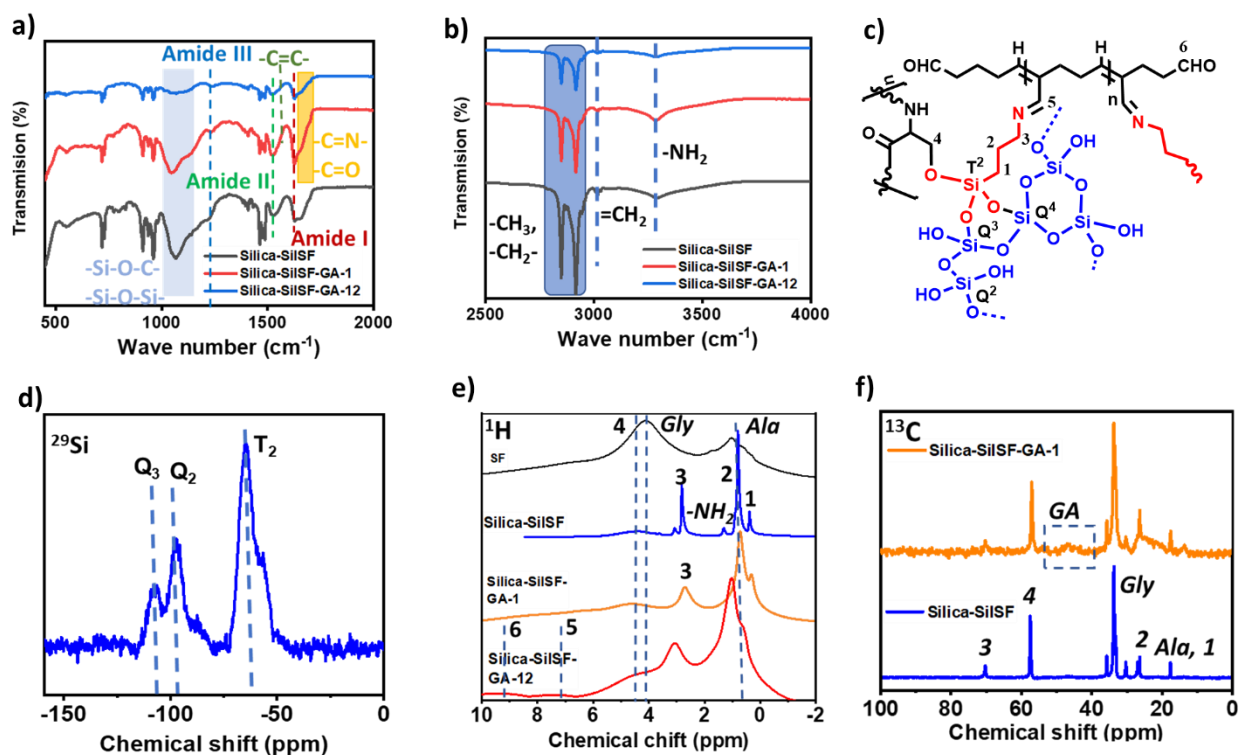 a)
Amide III
-C=C-
-C=N-
-C=O
Amide II
Amide I
-Si-O-C-
-Si-O-Si-
Silica-SilSF
Silica-SilSF-GA-1
Silica-SilSF-GA-12
Transmision (%)
500 1000 1500 2000
Wave number (cm-1)
b)
-NH2
-CH3,
-CH2-
=CH2
Silica-SilSF
Silica-SilSF-GA-1
Silica-SilSF-GA-12
Transmision (%)
2500 3000 3500 4000
Wave number (cm-1)
c)
H H 6
CHO CHO
n
NH 5 n
N N
O 4 2 3 O OH
1 Si
T2 O O
O Si Q4
O O Si Si OH
Q3 O
HO Si O O
O OH
HO Si Q2
O
d)
29Si
Q3 Q2 T2
-150 -100 -50 0
Chemical shift (ppm)
e)
1H
4 Gly Ala
SF
3 2
-NH2 1
Silica-SilSF
Silica-SilSF-
GA-1
3
6 5
Silica-SilSF-
GA-12
10 8 6 4 2 0 -2
Chemical chift (ppm)
f)
13C
Silica-SilSF-GA-1
GA
Silica-SilSF
Gly
4
3 2 Ala, 1
100 80 60 40 20 0
Chemical shift (ppm)